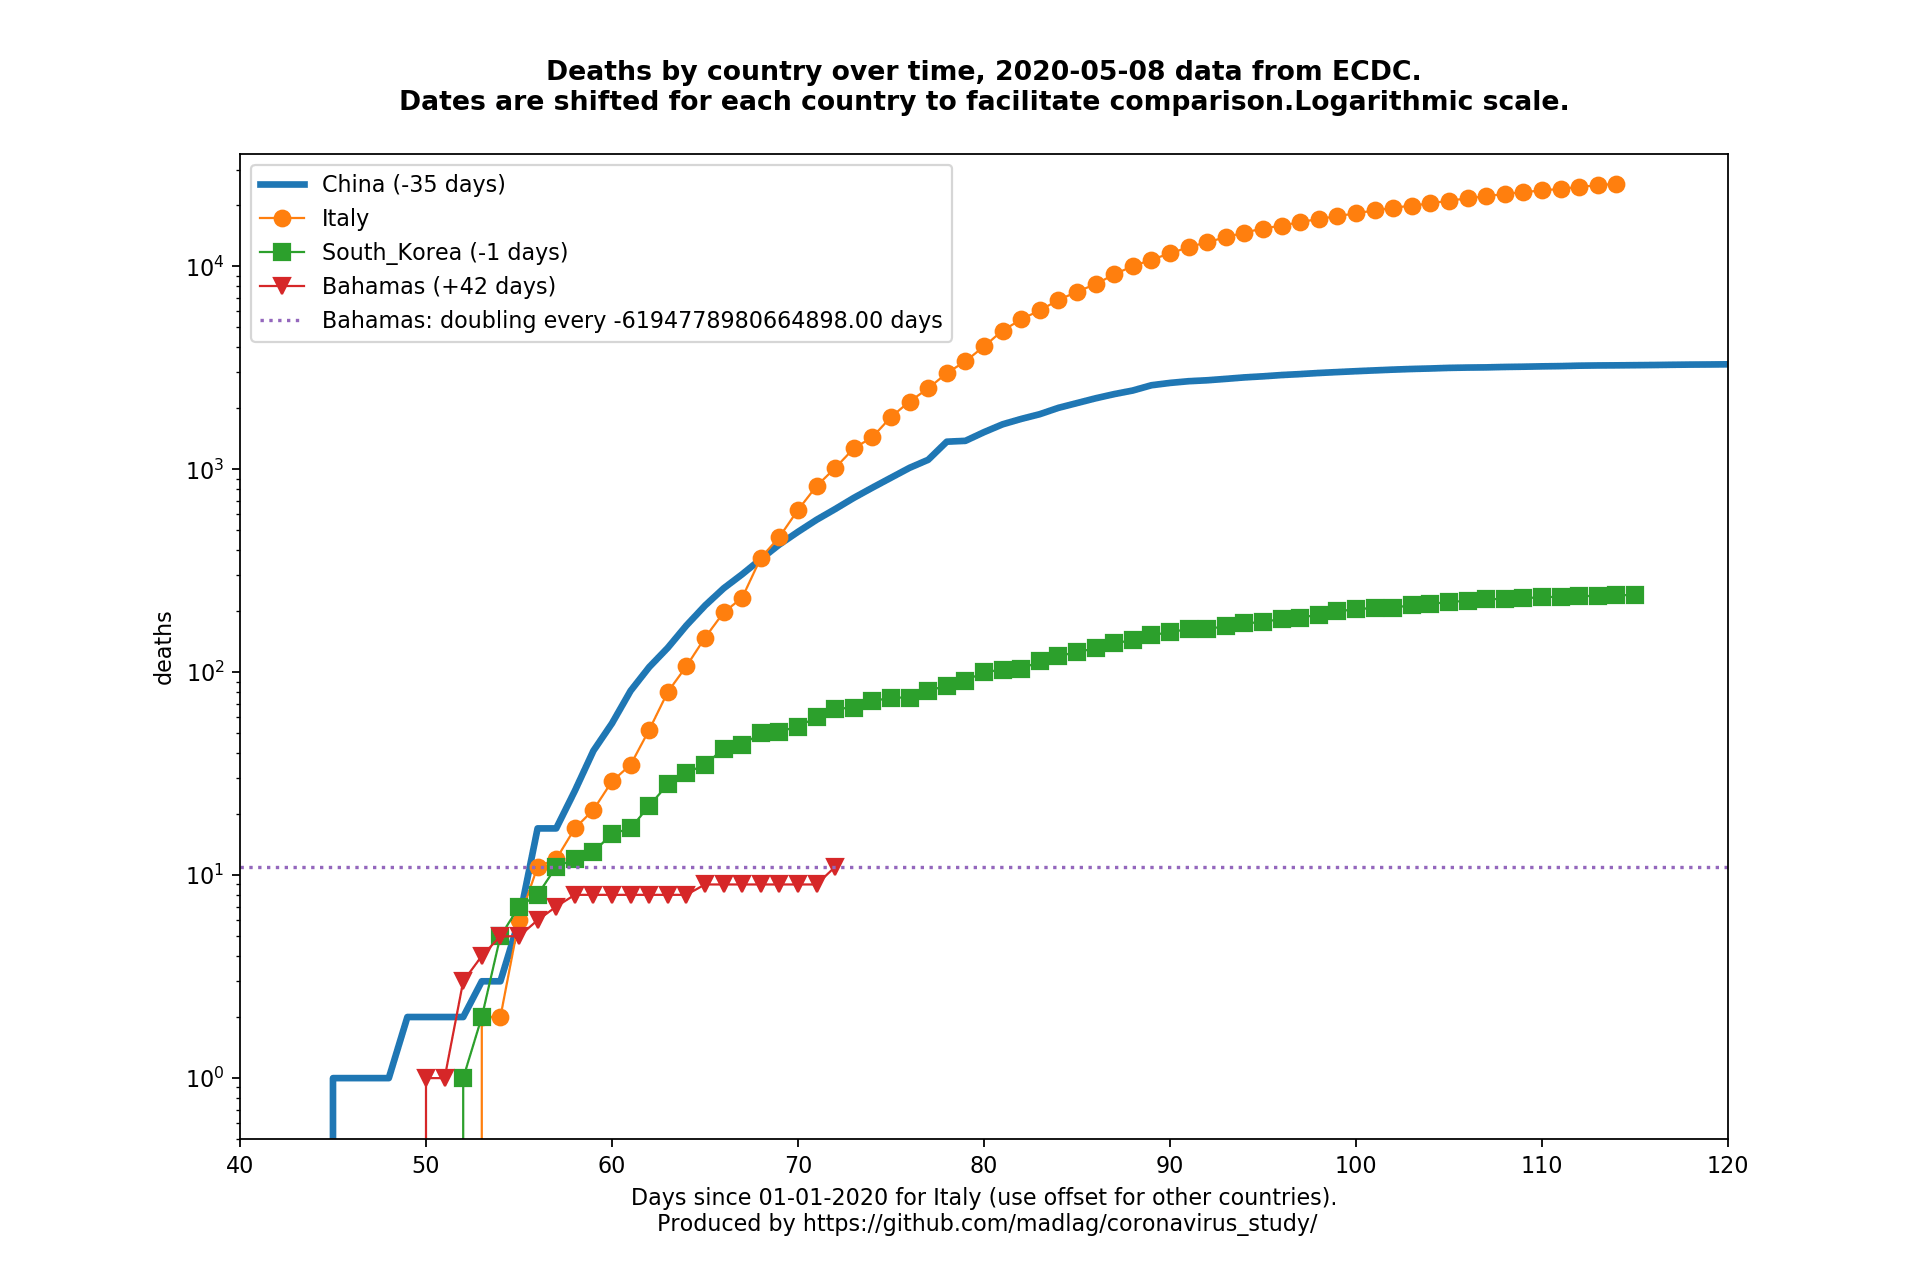 Deaths by country over time, 2020-05-08 data from ECDC.
Dates are shifted for each country to facilitate comparison.Logarithmic scale.
China (-35 days)
Italy
South_Korea (-1 days)
Bahamas (+42 days)
Bahamas: doubling every -6194778980664898.00 days
deaths
10⁴
10³
10²
10¹
10⁰
40 50 60 70 80 90 100 110 120
Days since 01-01-2020 for Italy (use offset for other countries).
Produced by https://github.com/madlag/coronavirus_study/